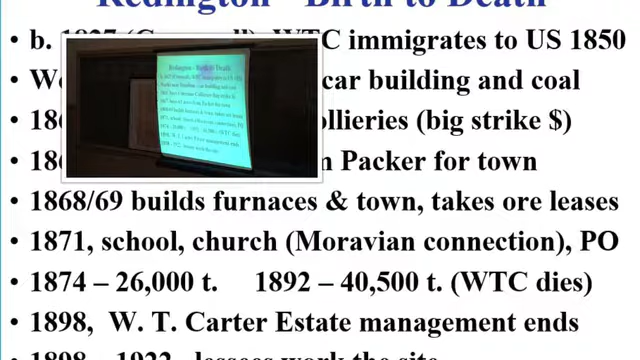 Redington - Birth to Death
• b. 1827 (Cornwall), WTC immigrates to US 1850
• We car building and coal
• 186 ollieries (big strike $)
• 186 m Packer for town
• 1868/69 builds furnaces & town, takes ore leases
• 1871, school, church (Moravian connection), PO
• 1874 – 26,000 t. 1892 – 40,500 t. (WTC dies)
• 1898, W. T. Carter Estate management ends
• 1898 – 1922 lessees work the site